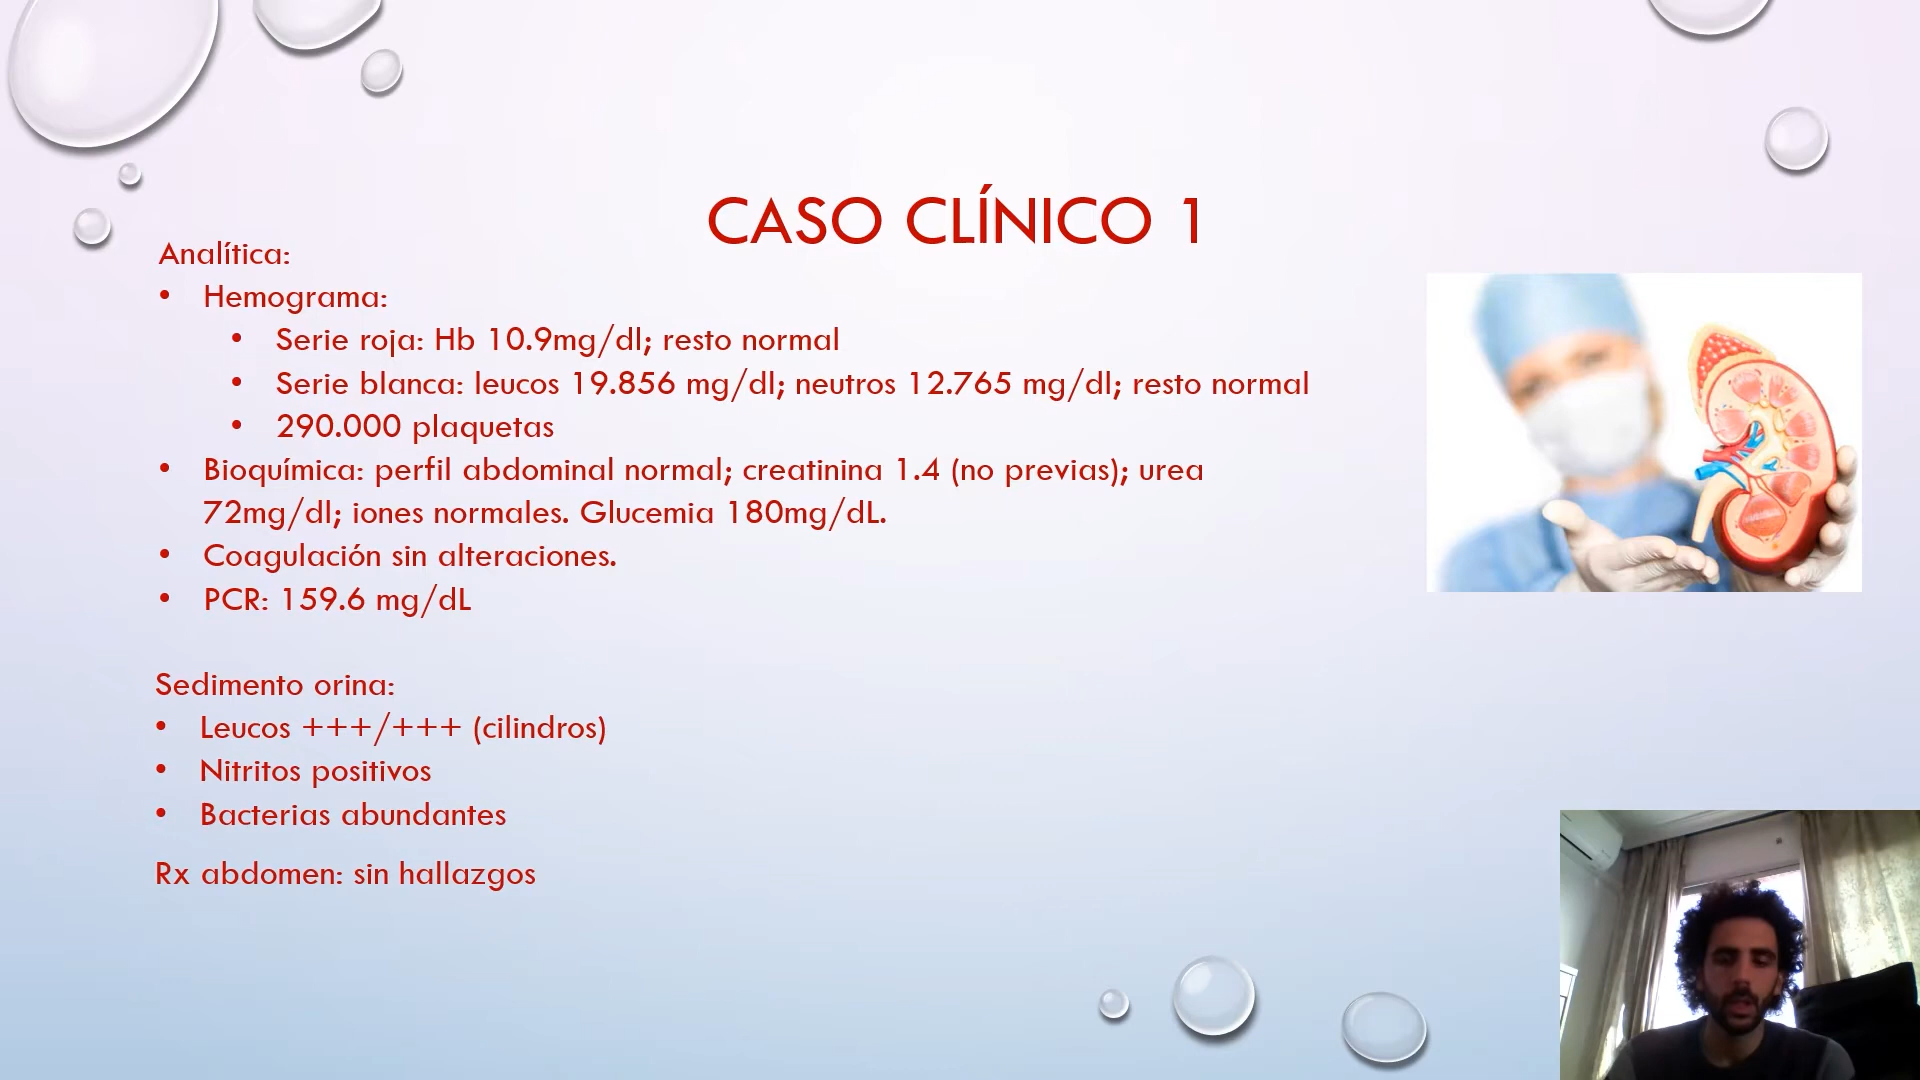 CASO CLÍNICO 1
Analítica:
• Hemograma:
• Serie roja: Hb 10.9mg/dl; resto normal
• Serie blanca: leucos 19.856 mg/dl; neutros 12.765 mg/dl; resto normal
• 290.000 plaquetas
• Bioquímica: perfil abdominal normal; creatinina 1.4 (no previas); urea
72mg/dl; iones normales. Glucemia 180mg/dL.
• Coagulación sin alteraciones.
• PCR: 159.6 mg/dL
Sedimento orina:
• Leucos +++/+++ (cilindros)
• Nitritos positivos
• Bacterias abundantes
Rx abdomen: sin hallazgos